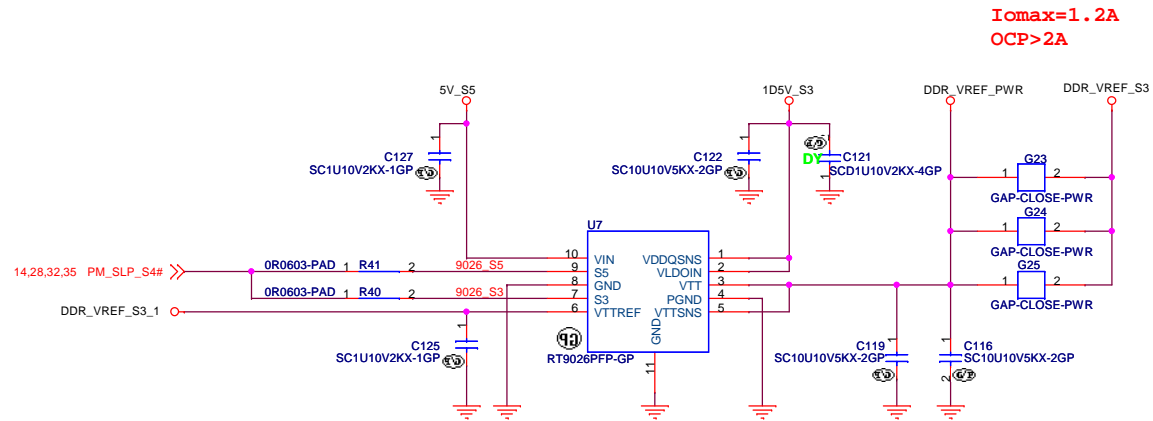 Iomax=1.2A
OCP>2A
5V_S5
1D5V_S3
DDR_VREF_PWR
DDR_VREF_S3
1
C127
SC1U10V2KX-1GP
1
C122
SC10U10V5KX-2GP
DY
C121
SCD1U10V2KX-4GP
1
G23
1
2
GAP-CLOSE-PWR
G24
1
2
GAP-CLOSE-PWR
G25
1
2
GAP-CLOSE-PWR
U7
10
VIN
VDDQSNS
1
9
S5
VLDOIN
2
8
GND
VTT
3
7
S3
PGND
4
6
VTTREF
VTTSNS
5
GND
11
RT9026PFP-GP
14,28,32,35 PM_SLP_S4#
0R0603-PAD 1 R41 2 9026_S5
0R0603-PAD 1 R40 2 9026_S3
DDR_VREF_S3_1
1
C125
SC1U10V2KX-1GP
1
C119
SC10U10V5KX-2GP
1
C116
SC10U10V5KX-2GP
2